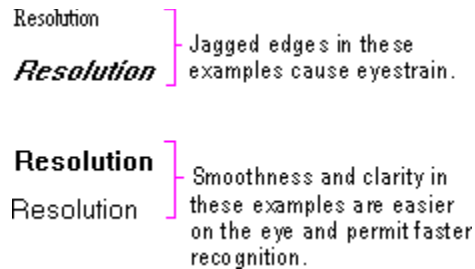 Resolution
Resolution
Jagged edges in these
examples cause eyestrain.
Resolution
Resolution
Smoothness and clarity in
these examples are easier
on the eye and permit faster
recognition.